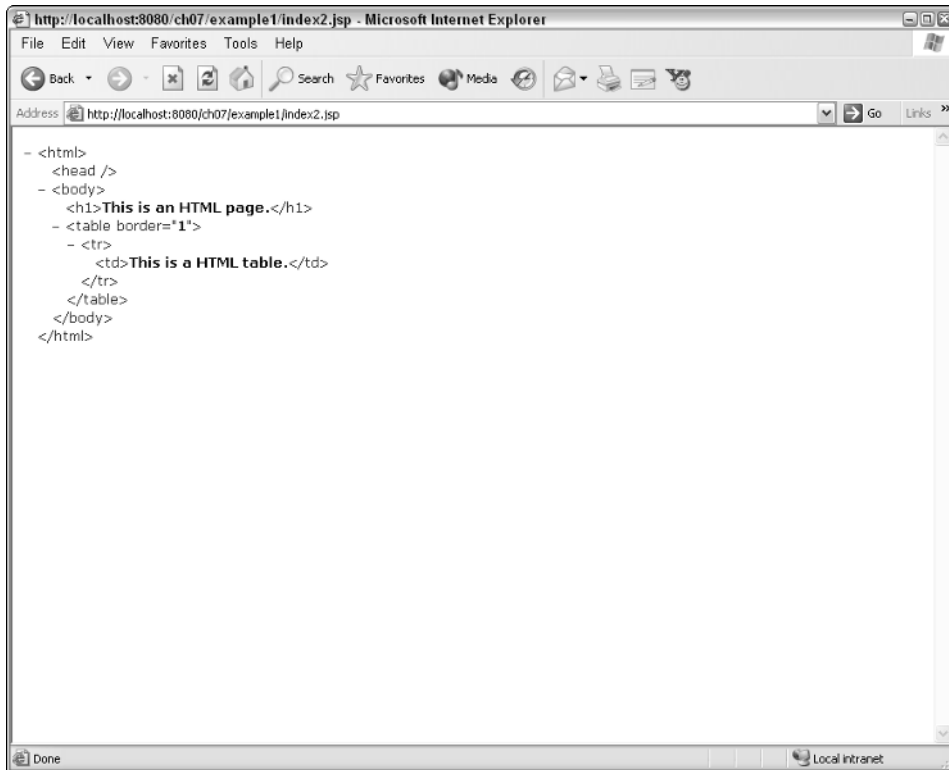 http://localhost:8080/ch07/example1/index2.jsp - Microsoft Internet Explorer
File Edit View Favorites Tools Help
Back Search Favorites Media
Address http://localhost:8080/ch07/example1/index2.jsp Go Links »
- <html>
<head />
- <body>
<h1>This is an HTML page.</h1>
- <table border="1">
- <tr>
<td>This is a HTML table.</td>
</tr>
</table>
</body>
</html>
Done Local intranet